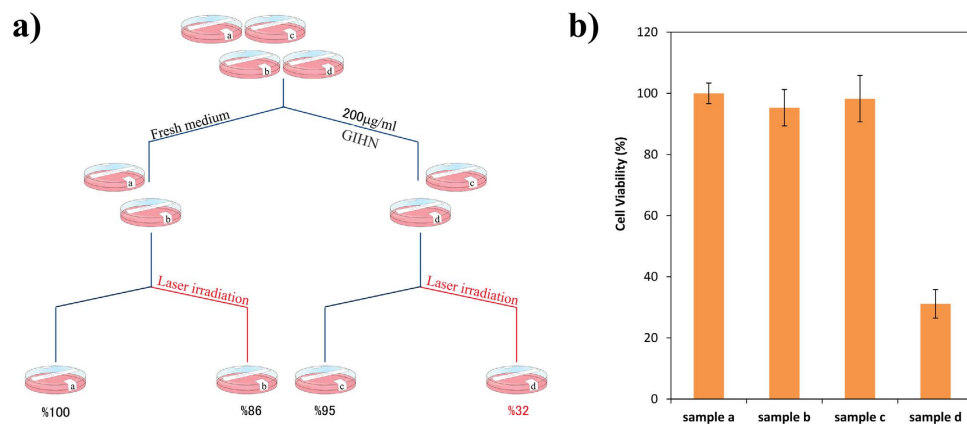 a)
a
c
b
d
Fresh medium
200µg/ml
GIHN
a
b
c
d
Laser irradiation
Laser irradiation
a
b
c
d
%100
%86
%95
%32
b)
Cell Viability (%)
120
100
80
60
40
20
0
sample a
sample b
sample c
sample d